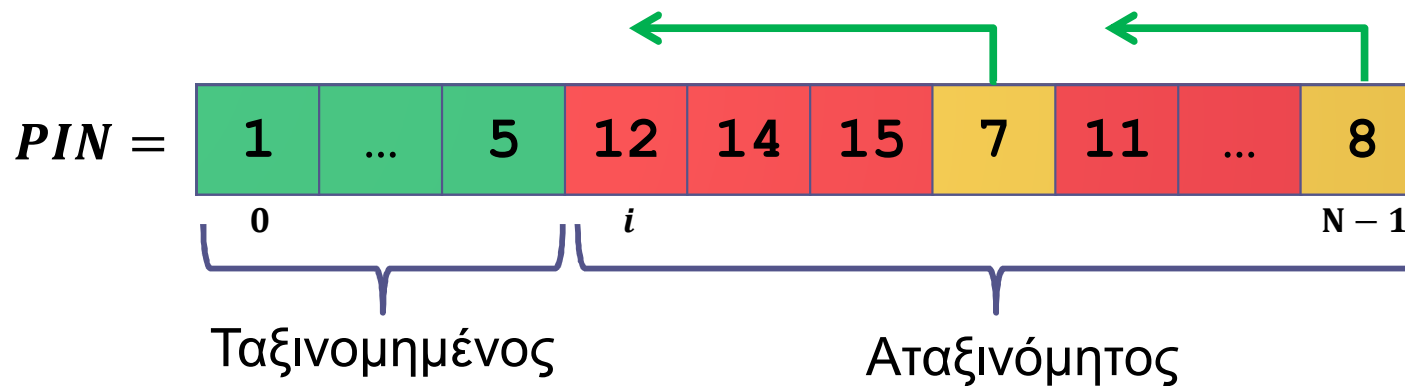 PIN = 1 ... 5 12 14 15 7 11 ... 8
0 i N − 1
Ταξινομημένος Αταξινόμητος